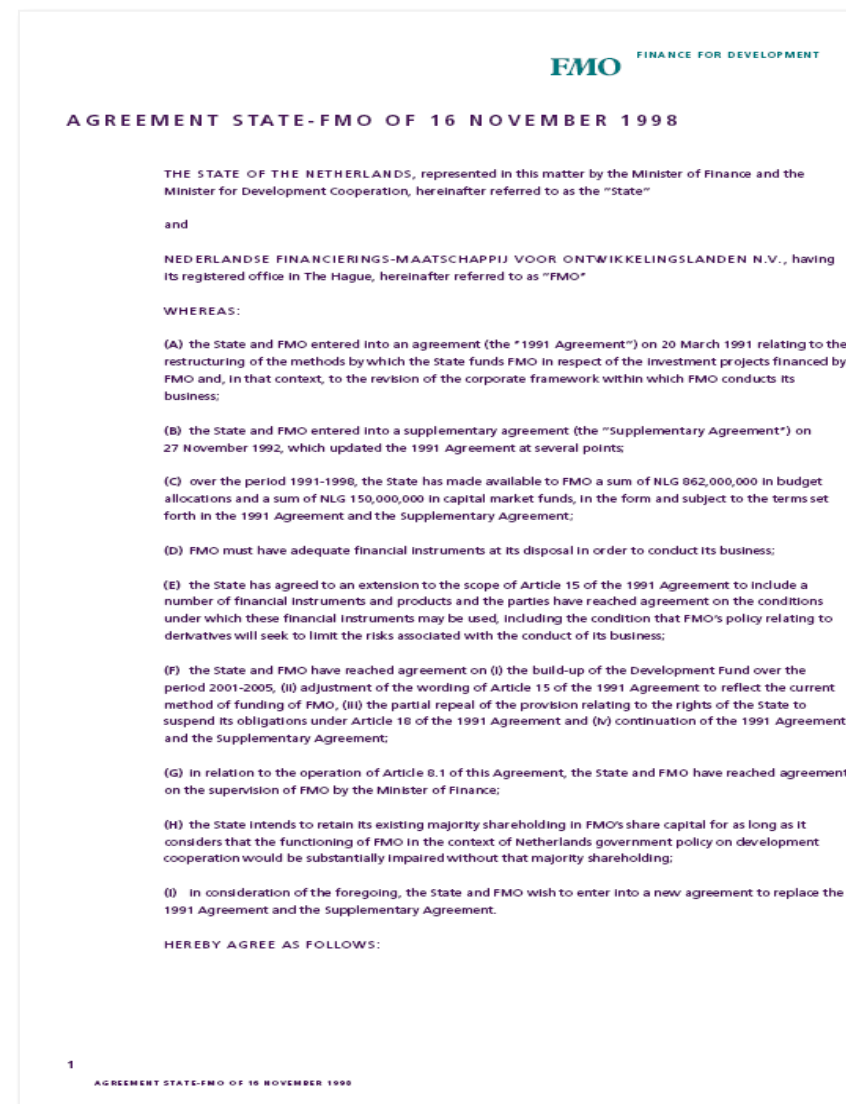 FMO FINANCE FOR DEVELOPMENT
AGREEMENT STATE-FMO OF 16 NOVEMBER 1998
THE STATE OF THE NETHERLANDS, represented in this matter by the Minister of Finance and the
Minister for Development Cooperation, hereinafter referred to as the "State"
and
NEDERLANDSE FINANCIERINGS-MAATSCHAPPIJ VOOR ONTWIKKELINGSLANDEN N.V., having
its registered office in The Hague, hereinafter referred to as "FMO"
WHEREAS:
(A) the State and FMO entered into an agreement (the "1991 Agreement") on 20 March 1991 relating to the
restructuring of the methods by which the State funds FMO in respect of the investment projects financed by
FMO and, in that context, to the revision of the corporate framework within which FMO conducts its
business;
(B) the State and FMO entered into a supplementary agreement (the "Supplementary Agreement") on
27 November 1992, which updated the 1991 Agreement at several points;
(C) over the period 1991-1998, the State has made available to FMO a sum of NLG 862,000,000 in budget
allocations and a sum of NLG 150,000,000 in capital market funds, in the form and subject to the terms set
forth in the 1991 Agreement and the Supplementary Agreement;
(D) FMO must have adequate financial instruments at its disposal in order to conduct its business;
(E) the State has agreed to an extension to the scope of Article 15 of the 1991 Agreement to include a
number of financial instruments and products and the parties have reached agreement on the conditions
under which these financial instruments may be used, including the condition that FMO's policy relating to
derivatives will seek to limit the risks associated with the conduct of its business;
(F) the State and FMO have reached agreement on (i) the build-up of the Development Fund over the
period 2001-2005, (ii) adjustment of the wording of Article 15 of the 1991 Agreement to reflect the current
method of funding of FMO, (iii) the partial repeal of the provision relating to the rights of the State to
suspend its obligations under Article 18 of the 1991 Agreement and (iv) continuation of the 1991 Agreement
and the Supplementary Agreement;
(G) in relation to the operation of Article 8.1 of this Agreement, the State and FMO have reached agreement
on the supervision of FMO by the Minister of Finance;
(H) the State intends to retain its existing majority shareholding in FMO's share capital for as long as it
considers that the functioning of FMO in the context of Netherlands government policy on development
cooperation would be substantially impaired without that majority shareholding;
(I) in consideration of the foregoing, the State and FMO wish to enter into a new agreement to replace the
1991 Agreement and the Supplementary Agreement.
HEREBY AGREE AS FOLLOWS:
1
AGREEMENT STATE-FMO OF 16 NOVEMBER 1998